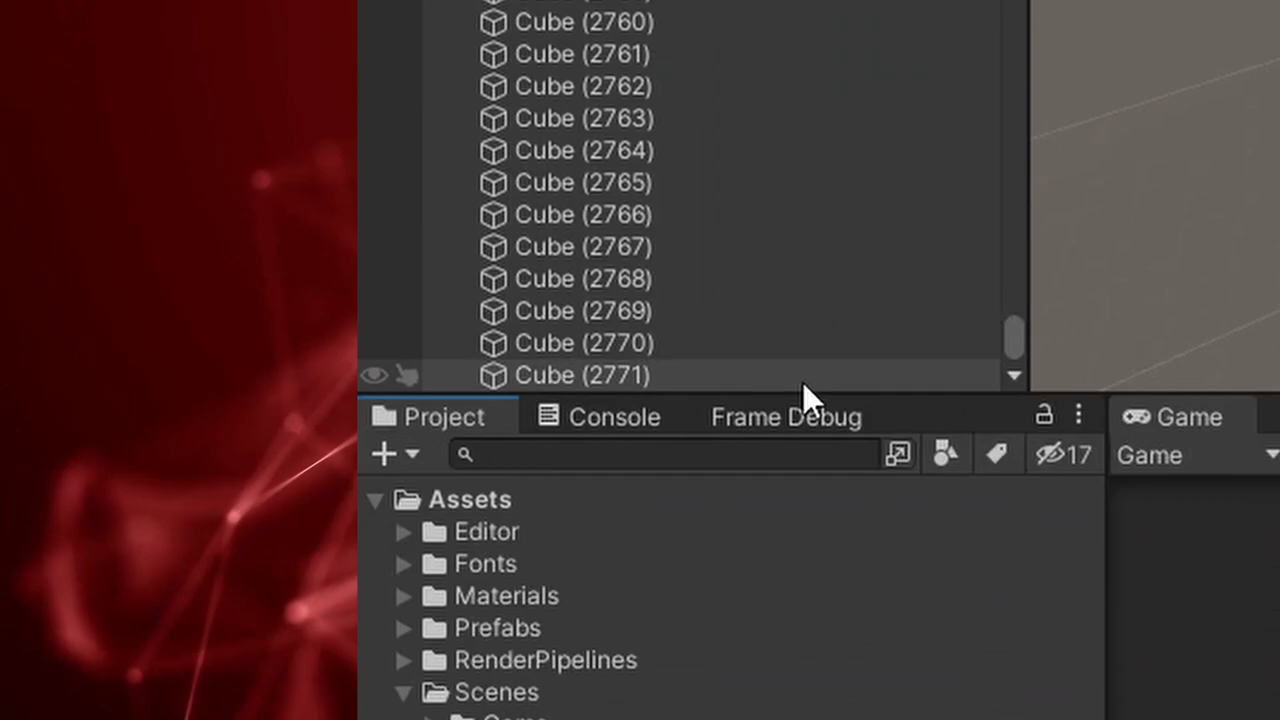 Cube (2760)
Cube (2761)
Cube (2762)
Cube (2763)
Cube (2764)
Cube (2765)
Cube (2766)
Cube (2767)
Cube (2768)
Cube (2769)
Cube (2770)
Cube (2771)
Project Console Frame Debug Game
17 Game
Assets
Editor
Fonts
Materials
Prefabs
RenderPipelines
Scenes